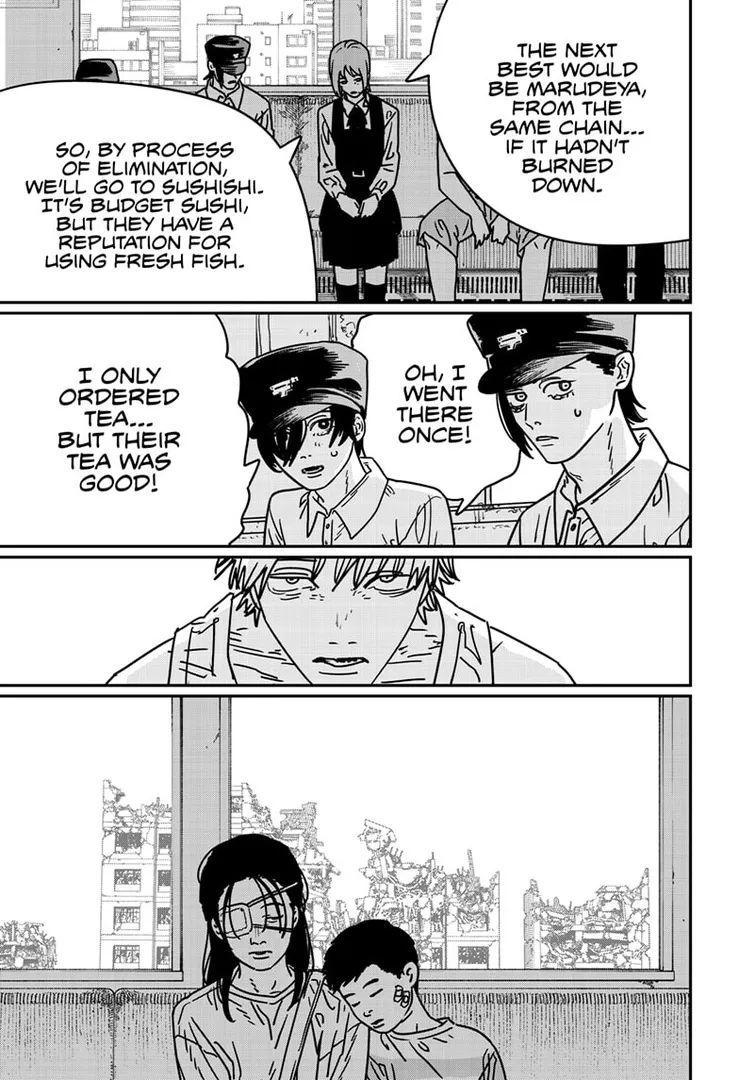 THE NEXT
BEST WOULD
BE MARUDEYA,
FROM THE
SAME CHAIN...
IF IT HADN'T
BURNED
DOWN.
SO, BY PROCESS
OF ELIMINATION,
WE'LL GO TO SUSHISHI.
IT'S BUDGET SUSHI,
BUT THEY HAVE A
REPUTATION FOR
USING FRESH FISH.
OH, I
WENT
THERE
ONCE!
I ONLY
ORDERED
TEA...
BUT THEIR
TEA WAS
GOOD!